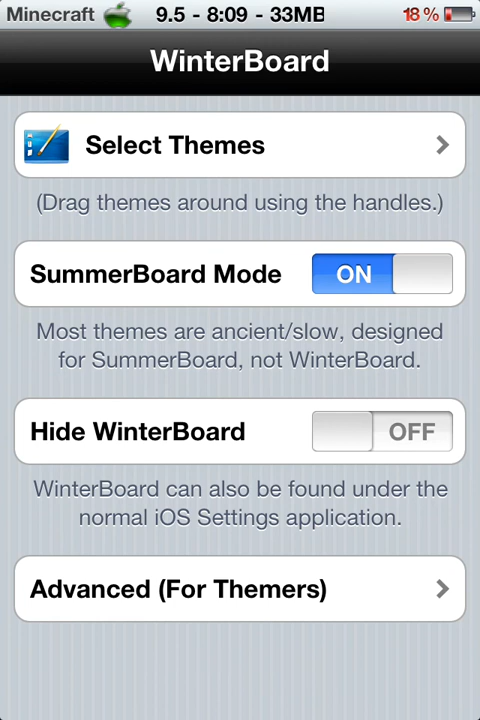 Minecraft 9.5 - 8:09 - 33MB 18 %
WinterBoard
Select Themes
(Drag themes around using the handles.)
SummerBoard Mode ON
Most themes are ancient/slow, designed
for SummerBoard, not WinterBoard.
Hide WinterBoard OFF
WinterBoard can also be found under the
normal iOS Settings application.
Advanced (For Themers)